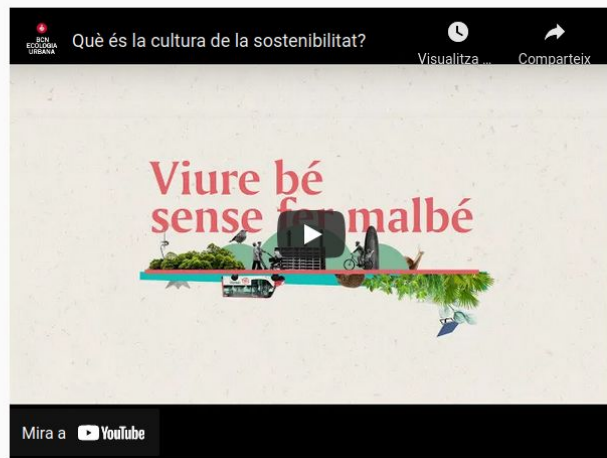 BCN
ECOLOGIA
URBANA
Què és la cultura de la sostenibilitat?
Visualitza ...
Comparteix
Viure bé
sense fer malbé
Mira a YouTube